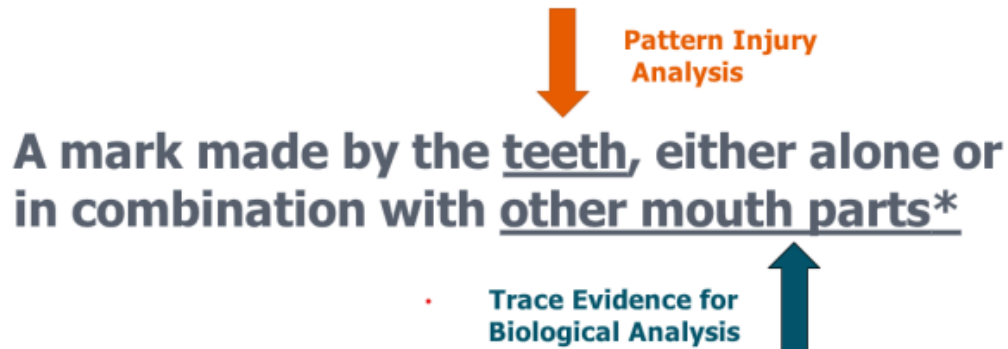 Pattern Injury
Analysis
A mark made by the teeth, either alone or
in combination with other mouth parts*
Trace Evidence for
Biological Analysis